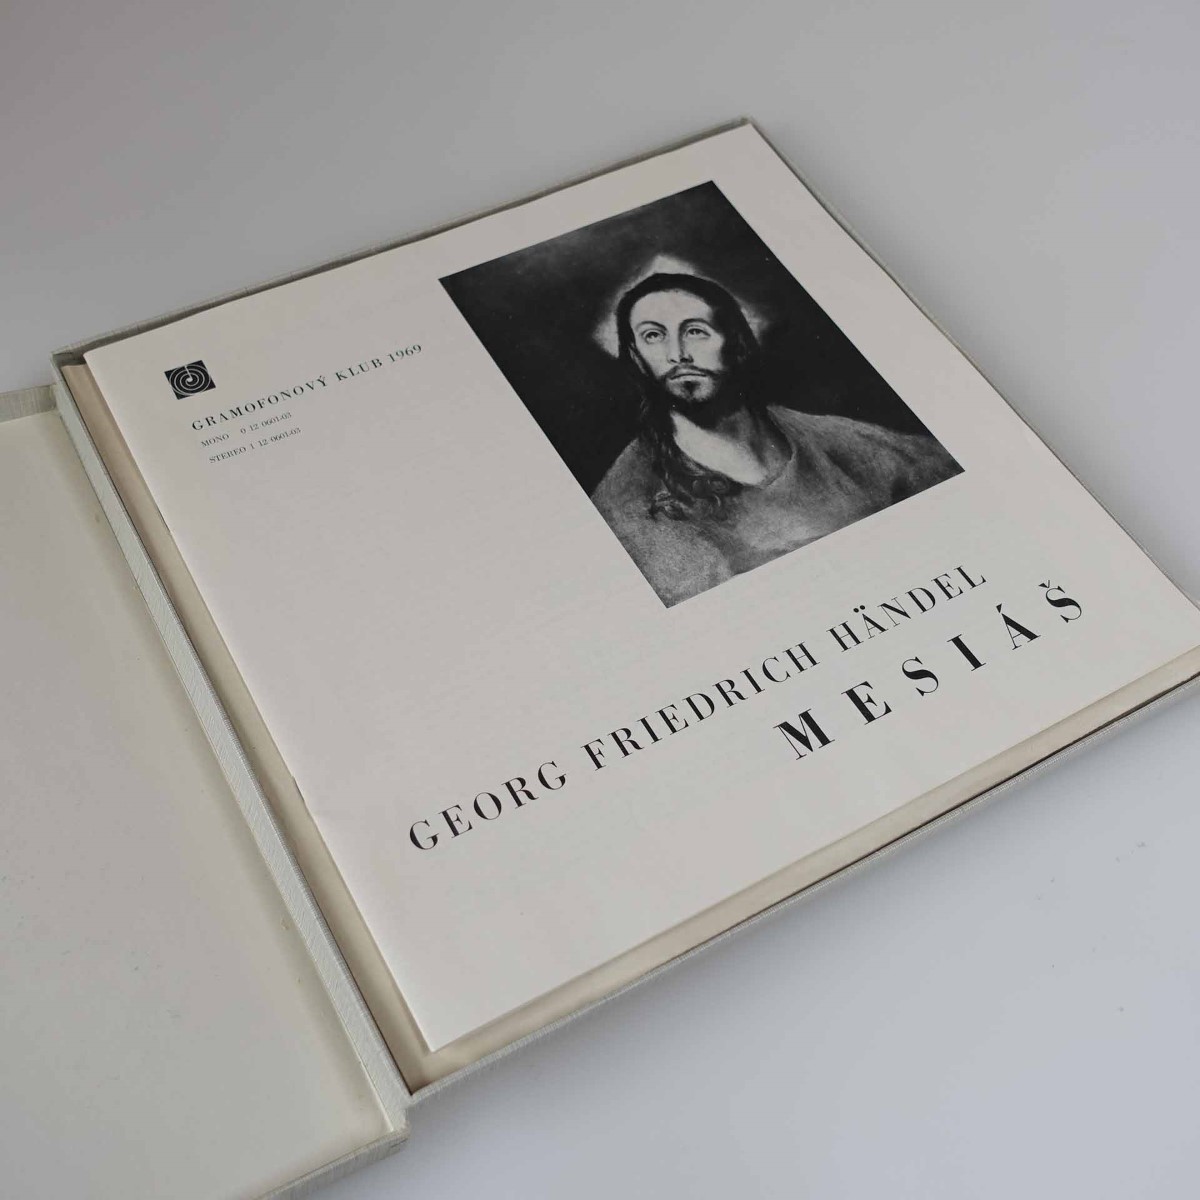 GRAMOFONOVÝ KLUB 1969
MONO 0 12 0601-03
STEREO 1 12 0601-03
GEORG FRIEDRICH HÄNDEL
MESIÁŠ